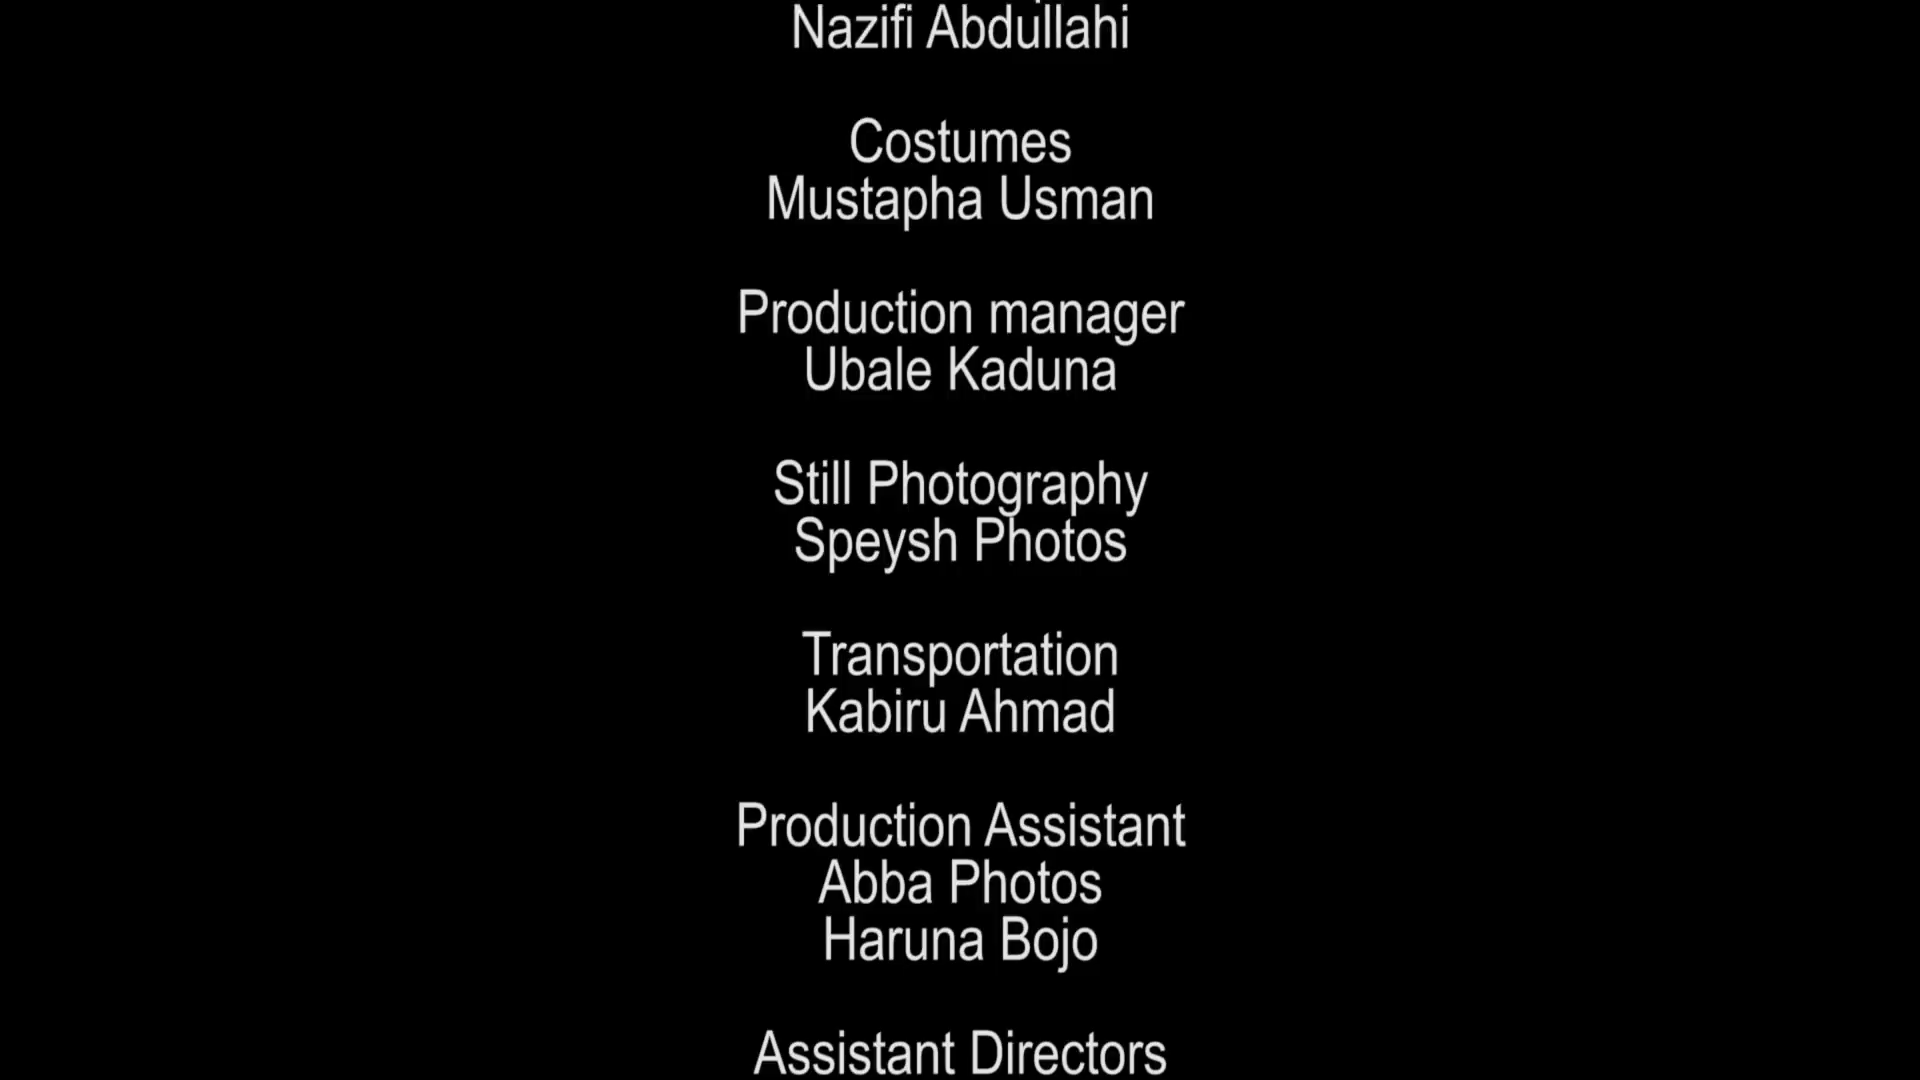 Nazifi Abdullahi
Costumes
Mustapha Usman
Production manager
Ubale Kaduna
Still Photography
Speysh Photos
Transportation
Kabiru Ahmad
Production Assistant
Abba Photos
Haruna Bojo
Assistant Directors